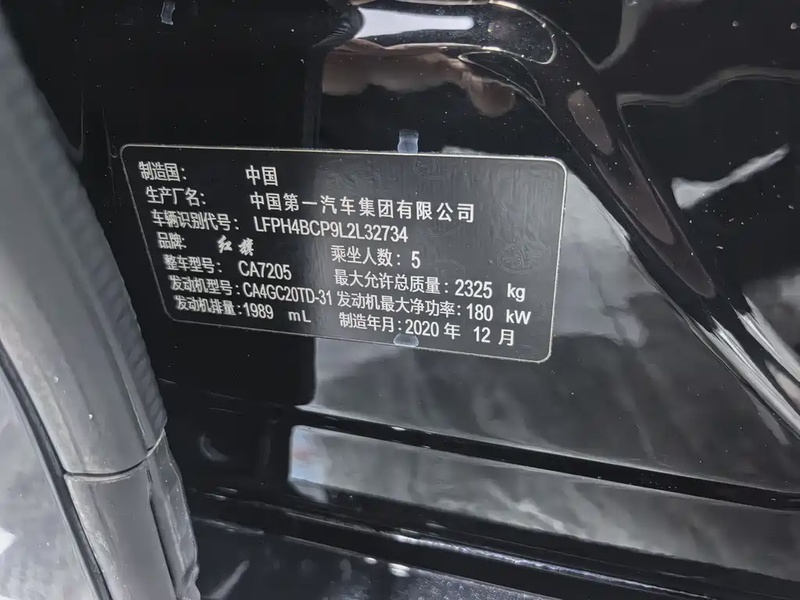 制造国: 中国
生产厂名: 中国第一汽车集团有限公司
车辆识别代号: LFPH4BCP9L2L32734
品牌: 红旗 乘坐人数: 5
整车型号: CA7205 最大允许总质量: 2325 kg
发动机型号: CA4GC20TD-31 发动机最大净功率: 180 kW
发动机排量: 1989 mL 制造年月: 2020 年 12 月